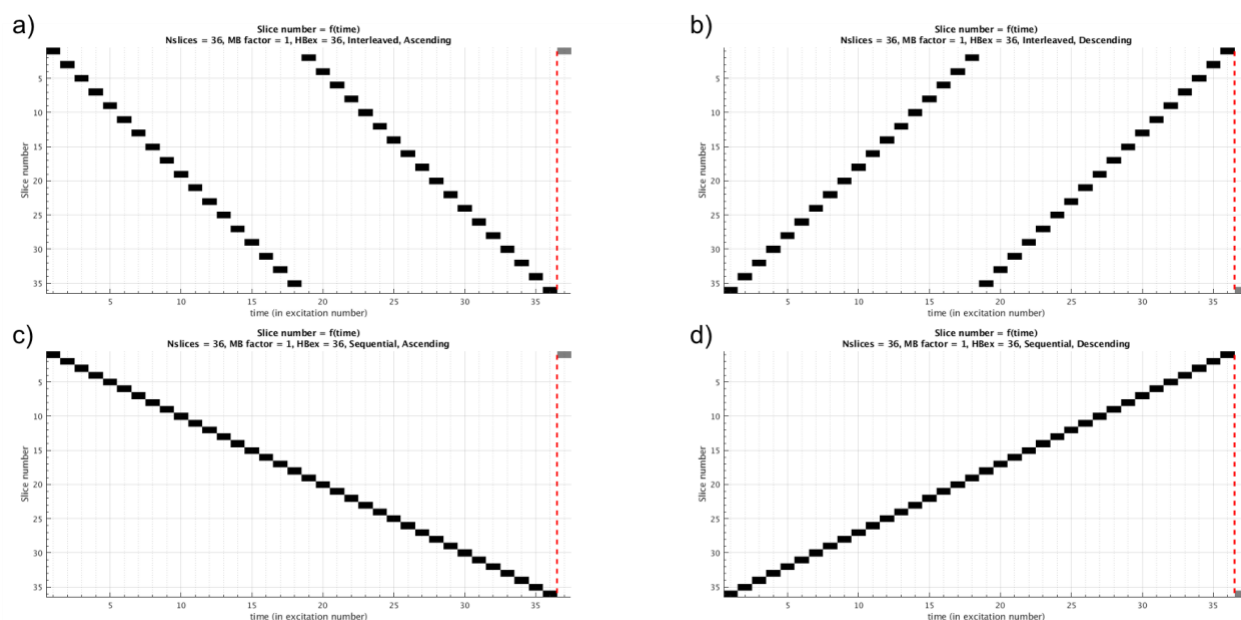 a)
Slice number = f(time)
Nslices = 36, MB factor = 1, HBex = 36, Interleaved, Ascending
Slice number
5
10
15
20
25
30
35
5
10
15
20
25
30
35
time (in excitation number)
b)
Slice number = f(time)
Nslices = 36, MB factor = 1, HBex = 36, Interleaved, Descending
Slice number
5
10
15
20
25
30
35
5
10
15
20
25
30
35
time (in excitation number)
c)
Slice number = f(time)
Nslices = 36, MB factor = 1, HBex = 36, Sequential, Ascending
Slice number
5
10
15
20
25
30
35
5
10
15
20
25
30
35
time (in excitation number)
d)
Slice number = f(time)
Nslices = 36, MB factor = 1, HBex = 36, Sequential, Descending
Slice number
5
10
15
20
25
30
35
5
10
15
20
25
30
35
time (in excitation number)